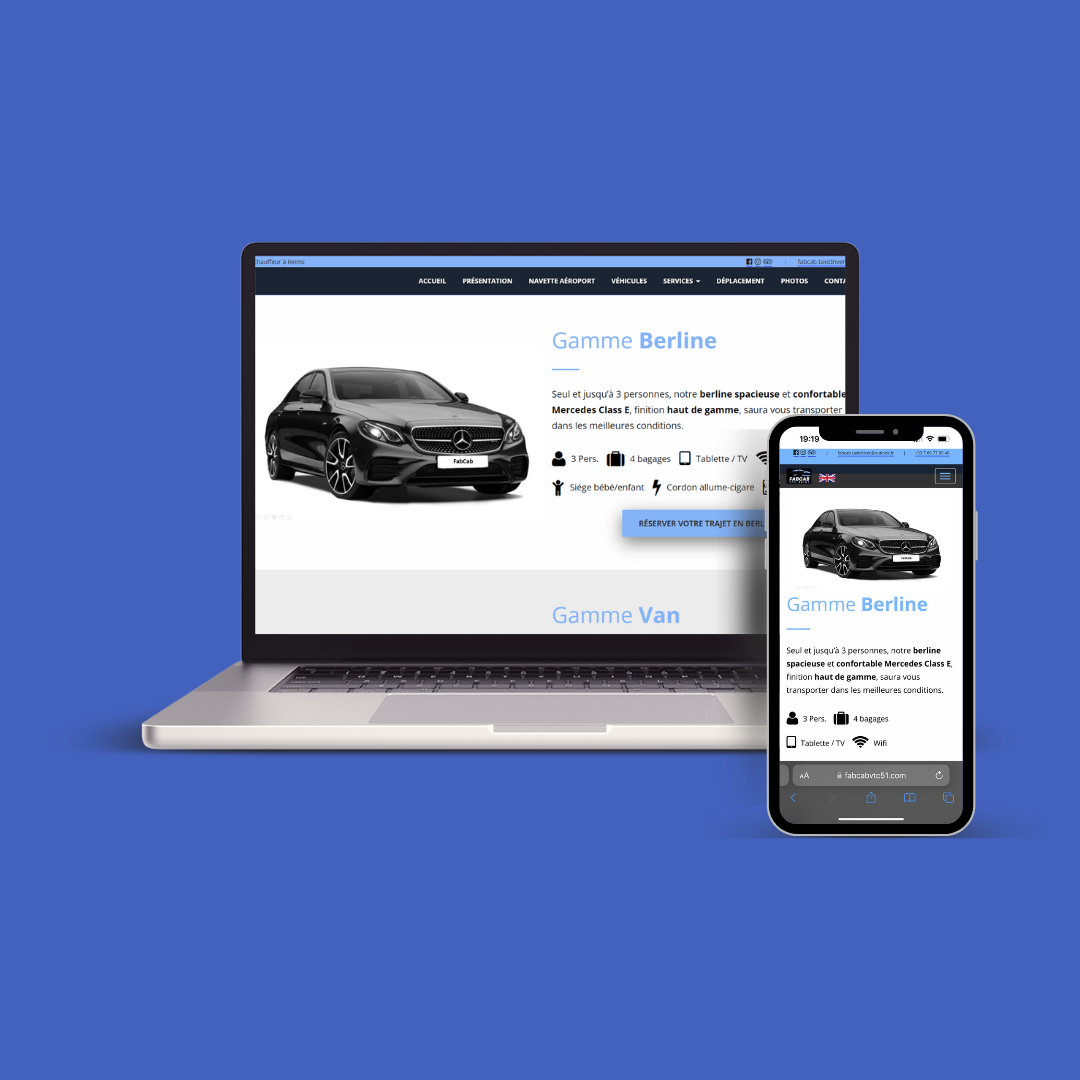 chauffeur à Reims
fabcab.taxidriver
ACCUEIL PRÉSENTATION NAVETTE AÉROPORT VÉHICULES SERVICES DÉPLACEMENT PHOTOS CONTA
Gamme Berline
Seul et jusqu'à 3 personnes, notre berline spacieuse et confortable
Mercedes Class E, finition haut de gamme, saura vous transporter
dans les meilleures conditions.
FabCab
3 Pers. 4 bagages Tablette / TV
Siége bébé/enfant Cordon allume-cigare
RÉSERVER VOTRE TRAJET EN BERL
Gamme Van
19:19
FABCAB
FabCab
Gamme Berline
Seul et jusqu'à 3 personnes, notre berline
spacieuse et confortable Mercedes Class E,
finition haut de gamme, saura vous
transporter dans les meilleures conditions.
3 Pers. 4 bagages
Tablette / TV Wifi
AA fabcabvtc51.com